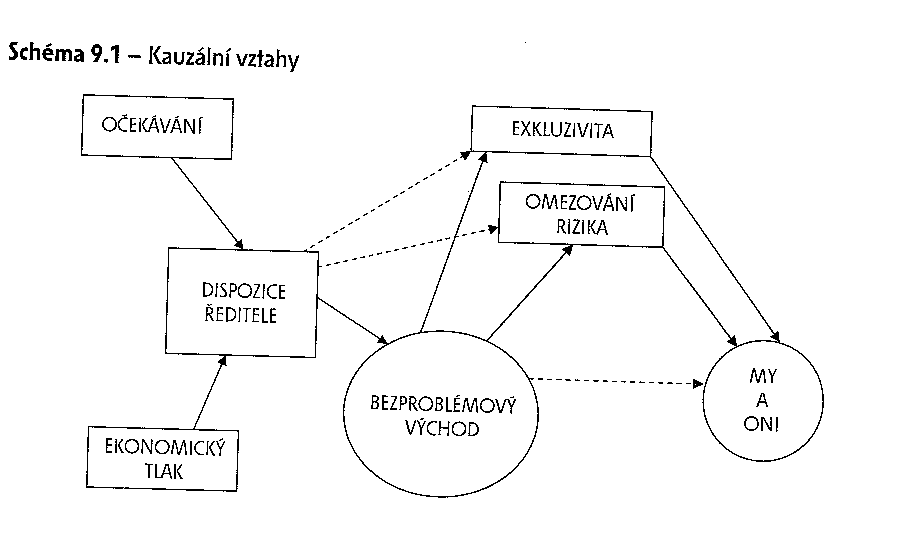 Schéma 9.1 – Kauzální vztahy
OČEKÁVÁNÍ
EXKLUZIVITA
OMEZOVÁNÍ
RIZIKA
DISPOZICE
ŘEDITELE
BEZPROBLÉMOVÝ
VÝCHOD
MY
A
ONI
EKONOMICKÝ
TLAK